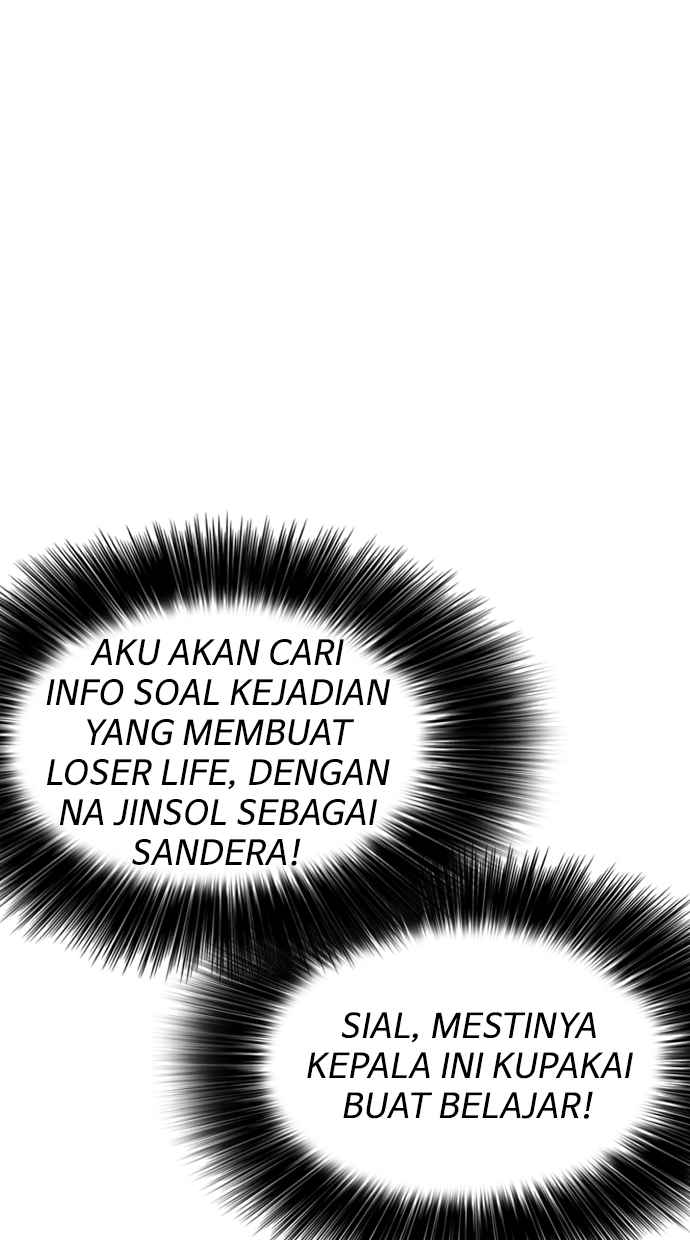 AKU AKAN CARI
INFO SOAL KEJADIAN
YANG MEMBUAT
LOSER LIFE, DENGAN
NA JINSOL SEBAGAI
SANDERA!
SIAL, MESTINYA
KEPALA INI KUPAKAI
BUAT BELAJAR!